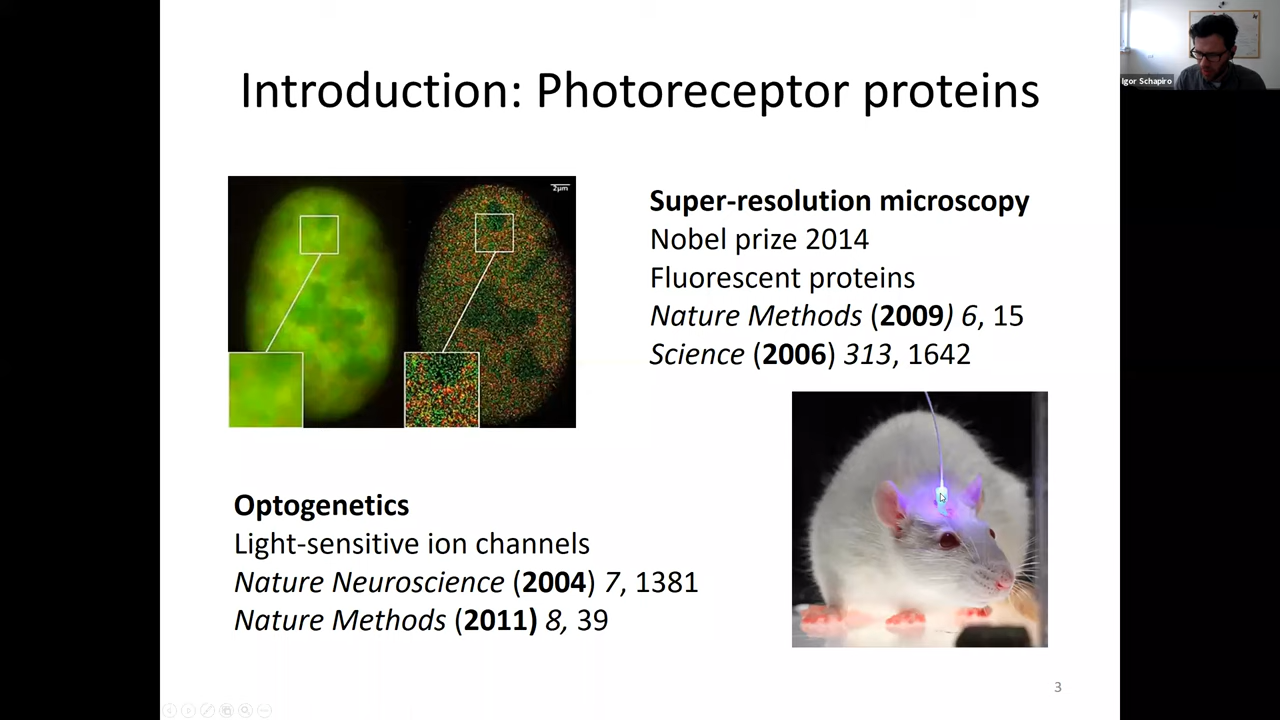 Introduction: Photoreceptor proteins
Igor Schapiro
2µm
Super-resolution microscopy
Nobel prize 2014
Fluorescent proteins
Nature Methods (2009) 6, 15
Science (2006) 313, 1642
Optogenetics
Light-sensitive ion channels
Nature Neuroscience (2004) 7, 1381
Nature Methods (2011) 8, 39
3